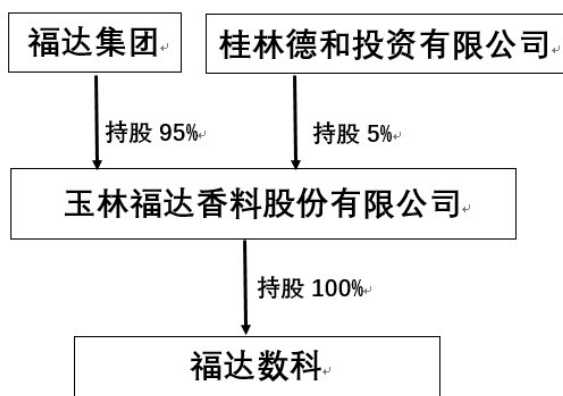 福达集团
桂林德和投资有限公司
持股 95%
持股 5%
玉林福达香料股份有限公司
持股 100%
福达数科